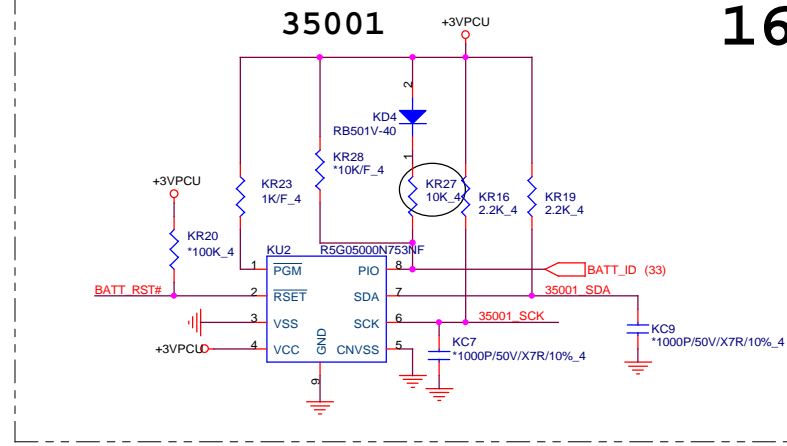 35001
+3VPCU
16
2
KD4
RB501V-40
1
KR28
*10K/F_4
+3VPCU
KR23
1K/F_4
KR27
10K_4
KR16
2.2K_4
KR19
2.2K_4
KR20
*100K_4
KU2
R5G05000N753NF
1
PGM
PIO
8
BATT_ID (33)
BATT_RST#
2
RSET
SDA
7
35001_SDA
3
VSS
SCK
6
35001_SCK
+3VPCU
4
VCC
GND
CNVSS
5
9
KC7
*1000P/50V/X7R/10%_4
KC9
*1000P/50V/X7R/10%_4